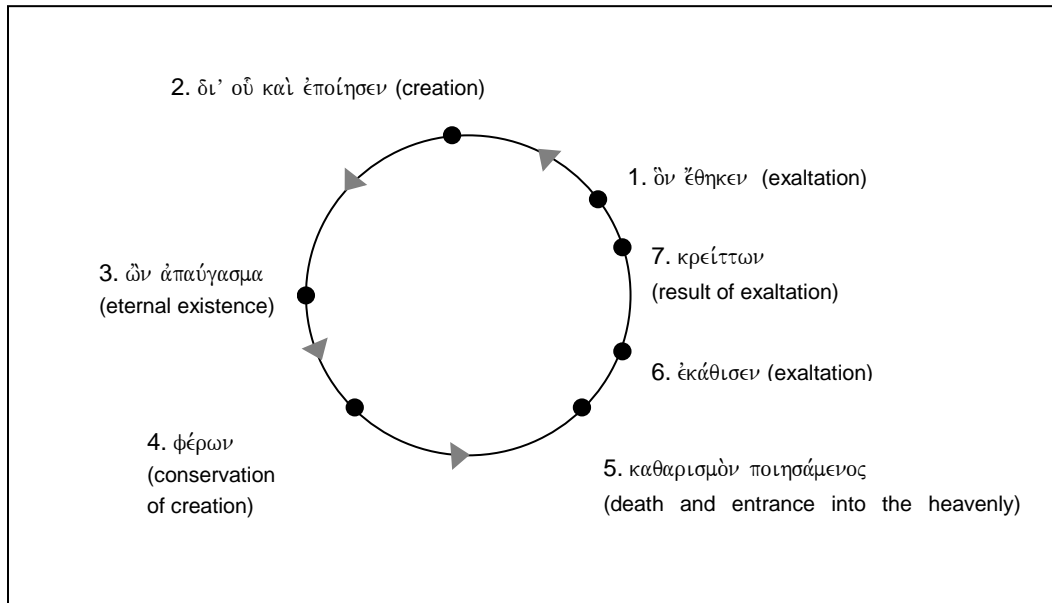 2. δι’ οὗ καὶ ἐποίησεν (creation)
1. ὃν ἔθηκεν (exaltation)
7. κρείττων
(result of exaltation)
3. ὢν ἀπαύγασμα
(eternal existence)
6. ἐκάθισεν (exaltation)
4. φέρων
(conservation
of creation)
5. καθαρισμὸν ποιησάμενος
(death and entrance into the heavenly)